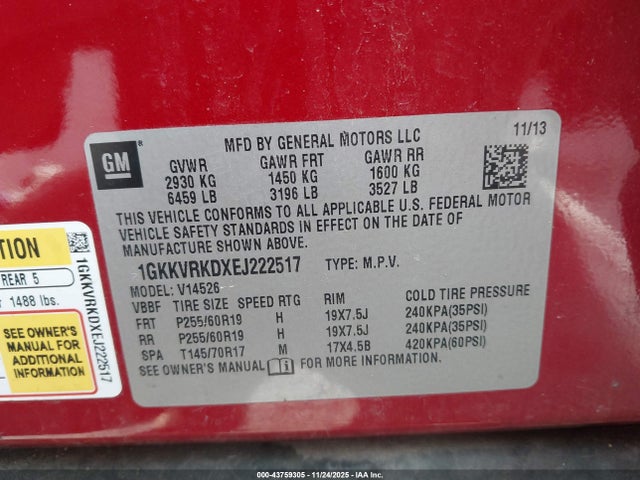 GM
MFD BY GENERAL MOTORS LLC
11/13
GVWR GAWR FRT GAWR RR
2930 KG 1450 KG 1600 KG
6459 LB 3196 LB 3527 LB
THIS VEHICLE CONFORMS TO ALL APPLICABLE U.S. FEDERAL MOTOR
VEHICLE SAFETY STANDARDS IN EFFECT ON THE DATE OF
MANUFACTURE SHOWN ABOVE.
1GKKVRKDXEJ222517 TYPE: M.P.V.
MODEL: V14526
VBBF TIRE SIZE SPEED RTG RIM COLD TIRE PRESSURE
FRT P255/60R19 H 19X7.5J 240KPA(35PSI)
RR P255/60R19 H 19X7.5J 240KPA(35PSI)
SPA T145/70R17 M 17X4.5B 420KPA(60PSI)
SEE OWNER'S MANUAL i FOR MORE INFORMATION.
TION
REAR 5
1488 lbs.
SEE OWNER'S
MANUAL FOR
ADDITIONAL
INFORMATION
1GKKVRKDXEJ222517
000-43759305 - 11/24/2025 - IAA, Inc.